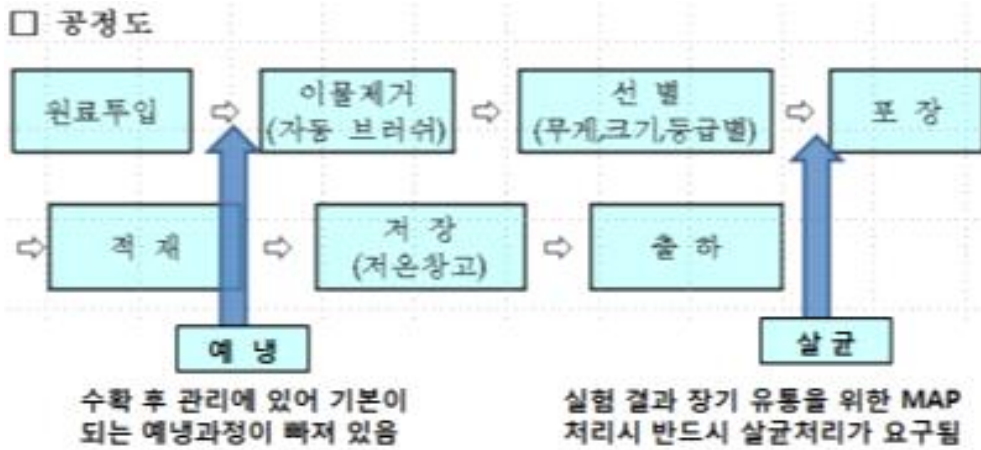 □ 공정도
원료투입 ⇨ 이물제거 ⇨ 선 별 ⇨ 포 장
(자동 브러쉬) (무게,크기,등급별)
⇨ 적 재 ⇨ 저 장 ⇨ 출 하
(저온창고)
예 냉 살균
수확 후 관리에 있어 기본이
되는 예냉과정이 빠져 있음
실험 결과 장기 유통을 위한 MAP
처리시 반드시 살균처리가 요구됨